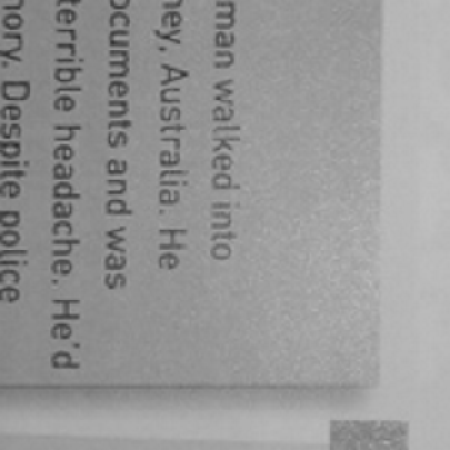 man walked into
ney, Australia. He
ocuments and was
terrible headache. He'd
nory. Despite police